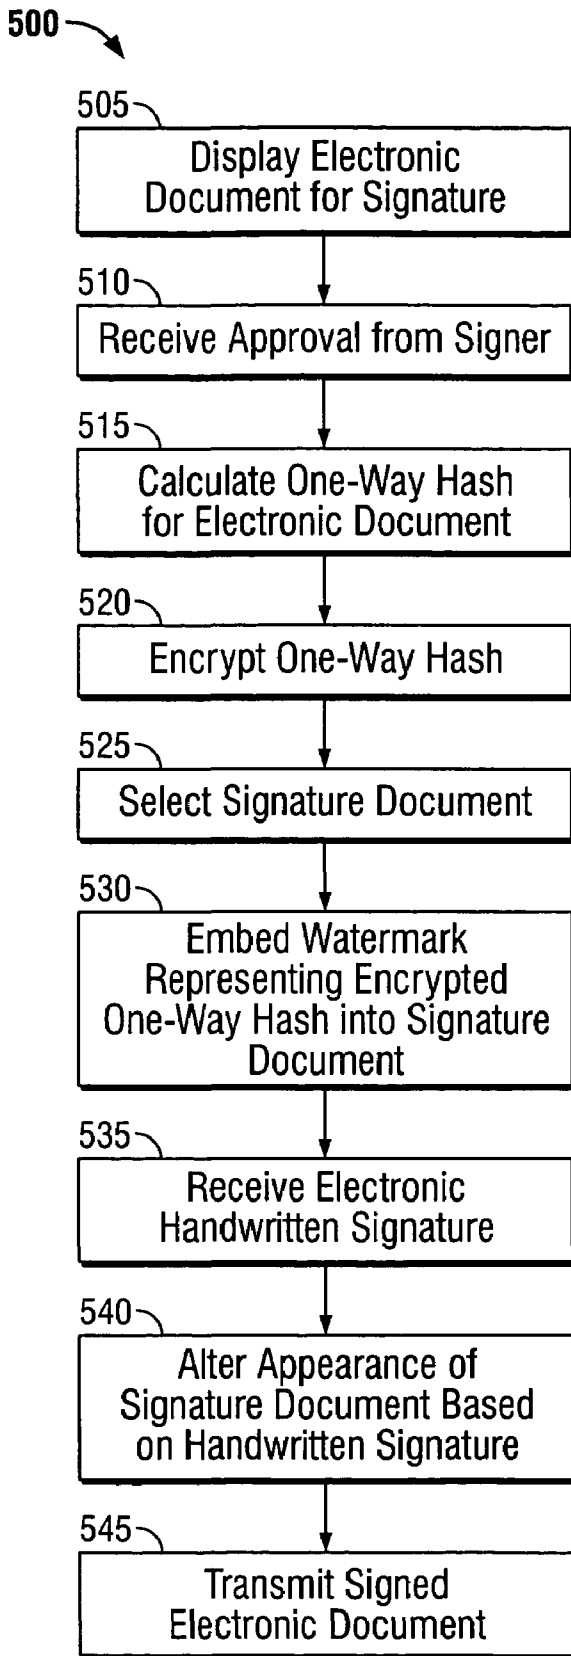 500
505
Display Electronic
Document for Signature
510
Receive Approval from Signer
515
Calculate One-Way Hash
for Electronic Document
520
Encrypt One-Way Hash
525
Select Signature Document
530
Embed Watermark
Representing Encrypted
One-Way Hash into Signature
Document
535
Receive Electronic
Handwritten Signature
540
Alter Appearance of
Signature Document Based
on Handwritten Signature
545
Transmit Signed
Electronic Document